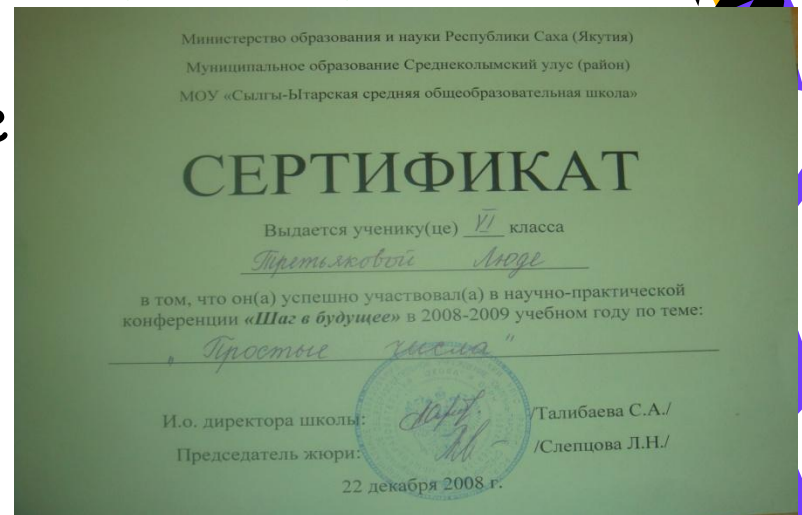 Министерство образования и науки Республики Саха (Якутия)
Муниципальное образование Среднеколымский улус (район)
МОУ «Сылгы-Ытарская средняя общеобразовательная школа»
СЕРТИФИКАТ
Выдается ученику(це) VI класса
Третьяковой Люде
в том, что он(а) успешно участвовал(а) в научно-практической
конференции «Шаг в будущее» в 2008-2009 учебном году по теме:
„Простые числа"
И.о. директора школы: /Талибаева С.А./
Председатель жюри: /Слепцова Л.Н./
22 декабря 2008 г.